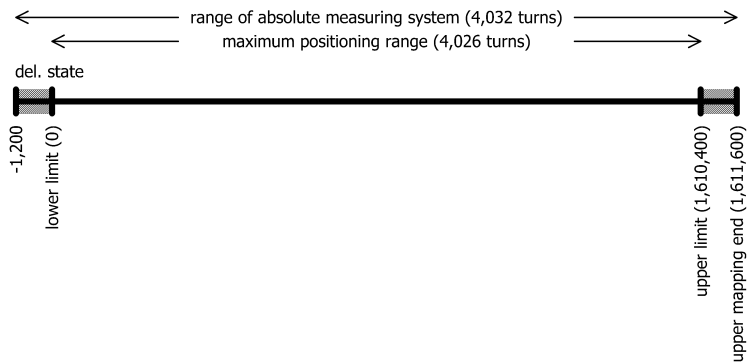 range of absolute measuring system (4,032 turns)
maximum positioning range (4,026 turns)
del. state
-1,200
lower limit (0)
upper limit (1,610,400)
upper mapping end (1,611,600)